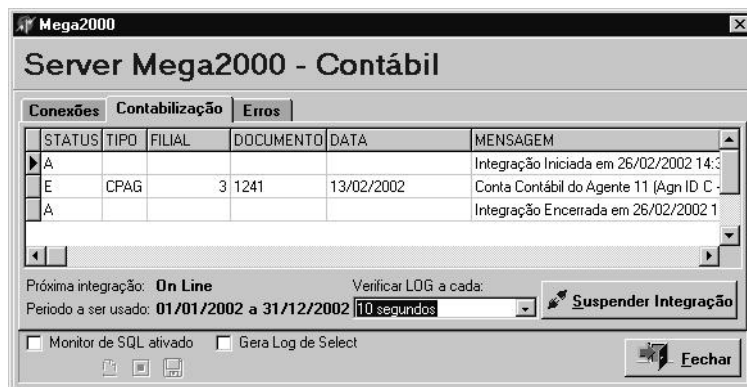 Mega2000
Server Mega2000 - Contábil
Conexões Contabilização Erros
STATUS TIPO FILIAL DOCUMENTO DATA MENSAGEM
A Integração Iniciada em 26/02/2002 14:3
E CPAG 3 1241 13/02/2002 Conta Contábil do Agente 11 (Agn ID C -
A Integração Encerrada em 26/02/2002 1
Próxima integração: On Line Verificar LOG a cada:
Periodo a ser usado: 01/01/2002 a 31/12/2002 10 segundos Suspender Integração
Monitor de SQL ativado Gera Log de Select
Fechar